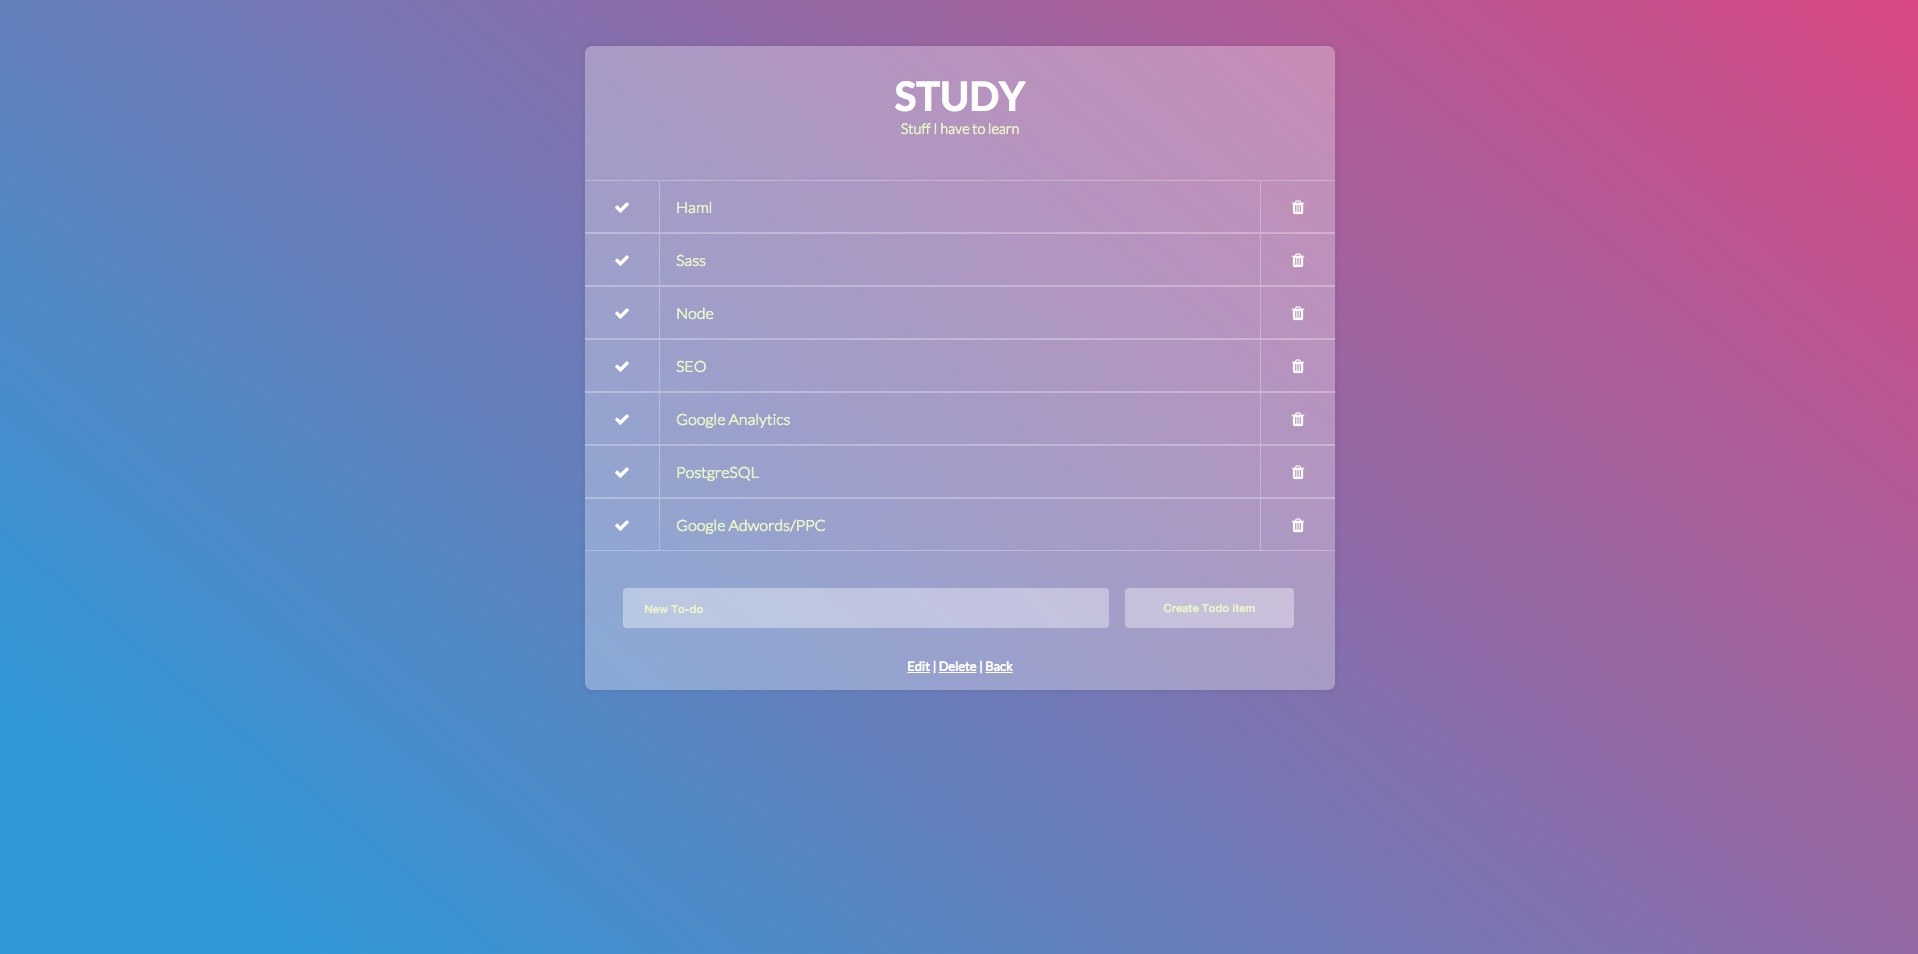 STUDY
Stuff I have to learn
Haml
Sass
Node
SEO
Google Analytics
PostgreSQL
Google Adwords/PPC
New To-do
Create Todo item
Edit | Delete | Back